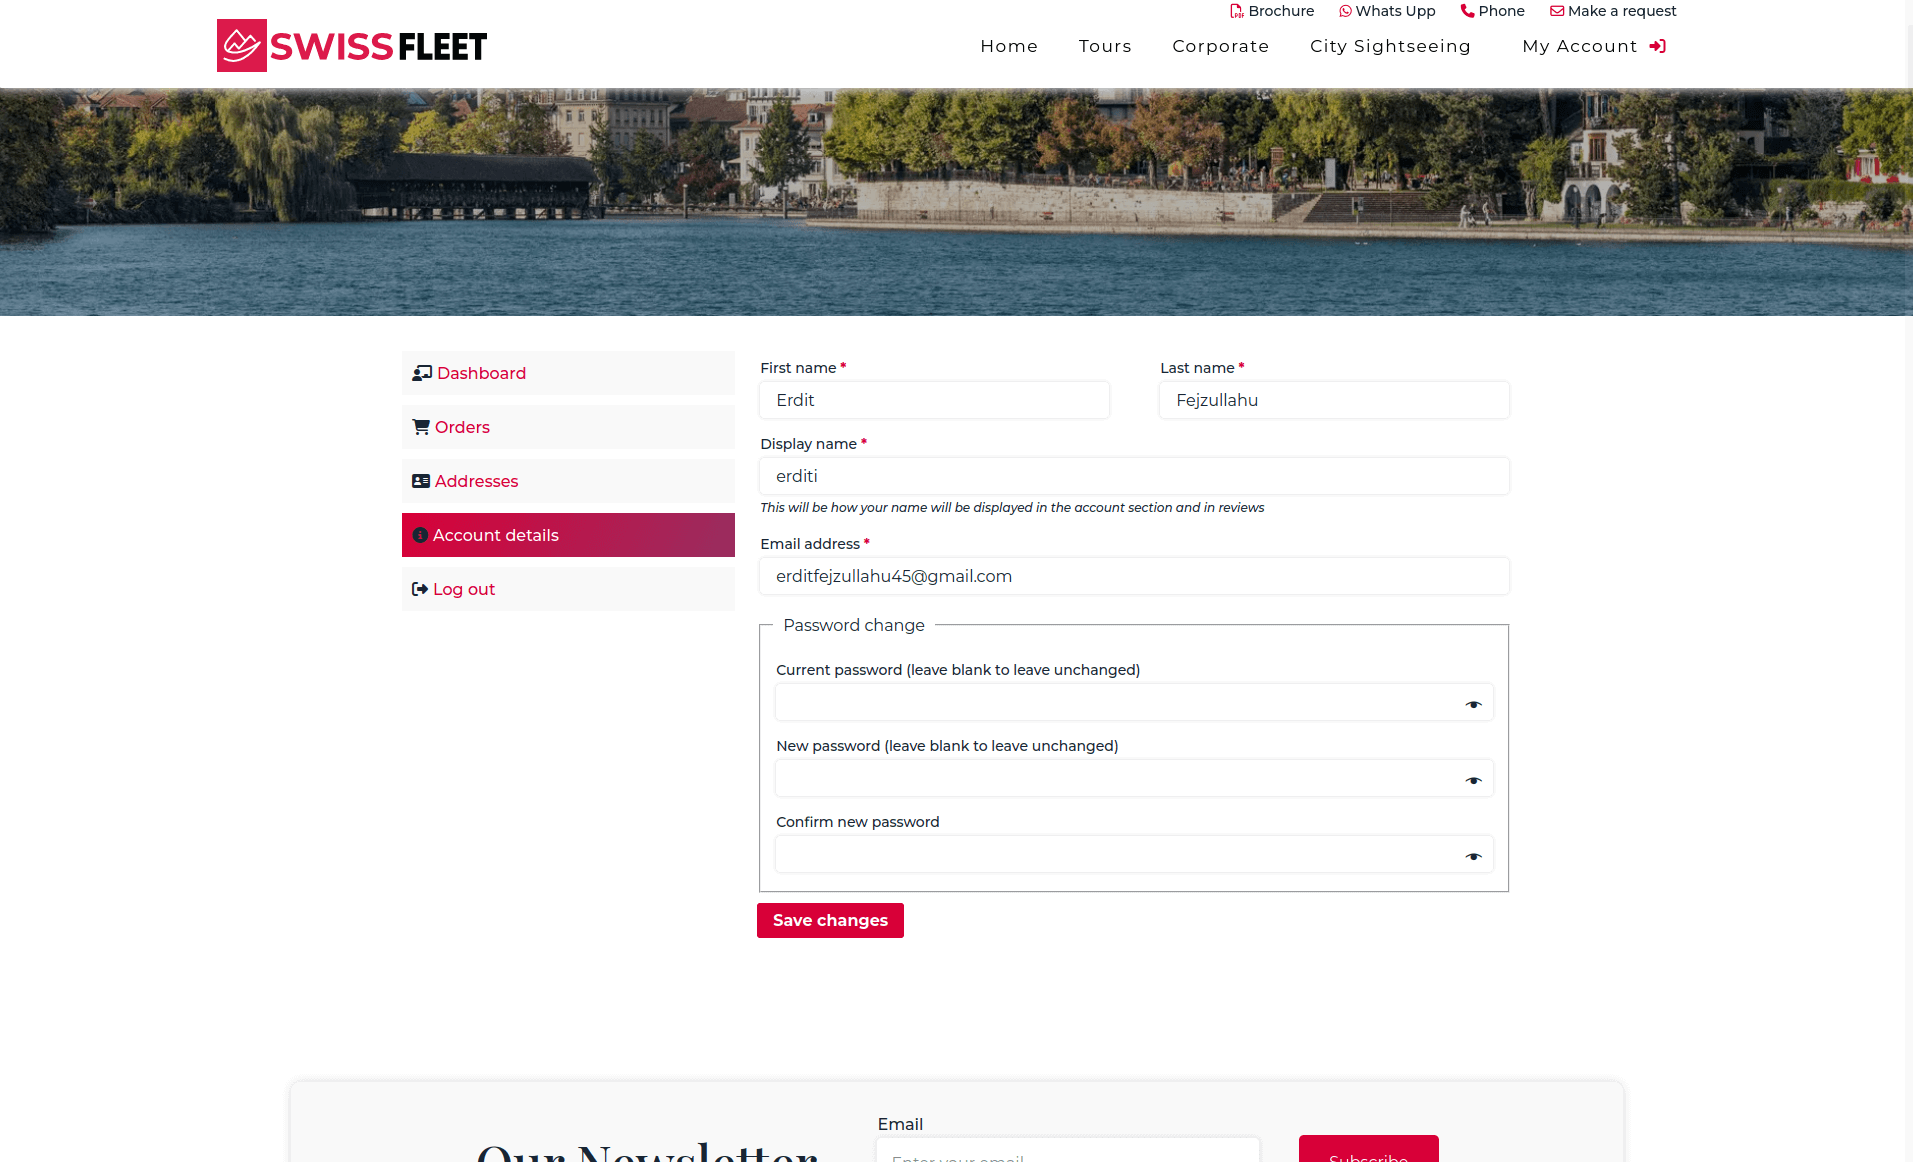 Brochure Whats Upp Phone Make a request
SWISS FLEET
Home Tours Corporate City Sightseeing My Account
Dashboard
Orders
Addresses
Account details
Log out
First name *
Erdit
Last name *
Fejzullahu
Display name *
erditi
This will be how your name will be displayed in the account section and in reviews
Email address *
erditfejzullahu45@gmail.com
Password change
Current password (leave blank to leave unchanged)
New password (leave blank to leave unchanged)
Confirm new password
Save changes
Our Newsletter
Email
Enter your email
Subscribe